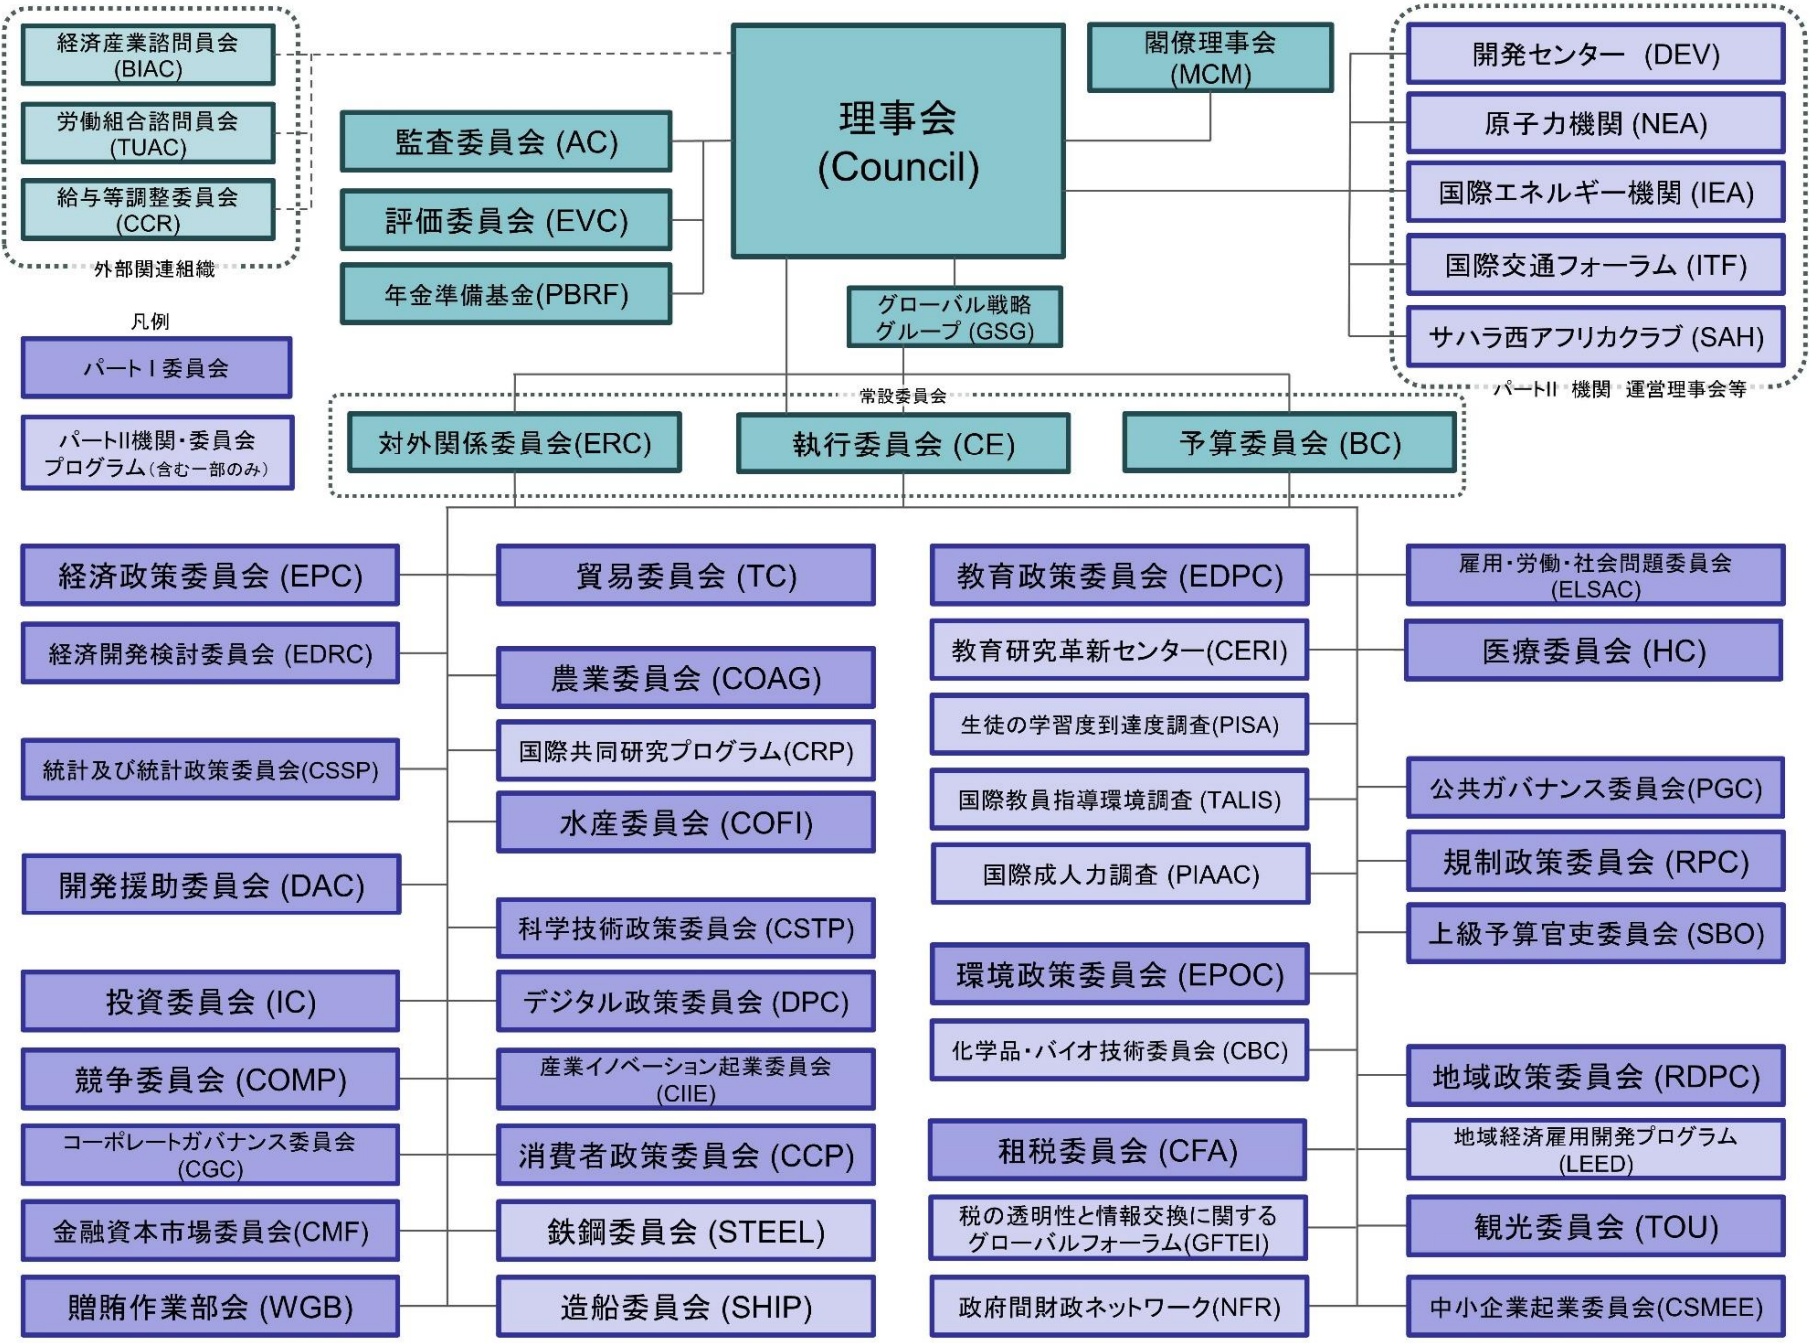 経済産業諮問員会
(BIAC)
労働組合諮問員会
(TUAC)
給与等調整委員会
(CCR)
外部関連組織
理事会
(Council)
閣僚理事会
(MCM)
監査委員会 (AC)
評価委員会 (EVC)
年金準備基金(PBRF)
グローバル戦略
グループ (GSG)
開発センター (DEV)
原子力機関 (NEA)
国際エネルギー機関 (IEA)
国際交通フォーラム (ITF)
サハラ西アフリカクラブ (SAH)
パートII 機関 運営理事会等
凡例
パート I 委員会
パートII機関・委員会
プログラム(含む一部のみ)
常設委員会
対外関係委員会(ERC)
執行委員会 (CE)
予算委員会 (BC)
経済政策委員会 (EPC)
経済開発検討委員会 (EDRC)
統計及び統計政策委員会(CSSP)
開発援助委員会 (DAC)
投資委員会 (IC)
競争委員会 (COMP)
コーポレートガバナンス委員会
(CGC)
金融資本市場委員会(CMF)
贈賄作業部会 (WGB)
貿易委員会 (TC)
農業委員会 (COAG)
国際共同研究プログラム(CRP)
水産委員会 (COFI)
科学技術政策委員会 (CSTP)
デジタル政策委員会 (DPC)
産業イノベーション起業委員会
(CIIE)
消費者政策委員会 (CCP)
鉄鋼委員会 (STEEL)
造船委員会 (SHIP)
教育政策委員会 (EDPC)
教育研究革新センター(CERI)
生徒の学習度到達度調査(PISA)
国際教員指導環境調査 (TALIS)
国際成人力調査 (PIAAC)
環境政策委員会 (EPOC)
化学品・バイオ技術委員会 (CBC)
租税委員会 (CFA)
税の透明性と情報交換に関する
グローバルフォーラム(GFTEI)
政府間財政ネットワーク(NFR)
雇用・労働・社会問題委員会
(ELSAC)
医療委員会 (HC)
公共ガバナンス委員会(PGC)
規制政策委員会 (RPC)
上級予算官吏委員会 (SBO)
地域政策委員会 (RDPC)
地域経済雇用開発プログラム
(LEED)
観光委員会 (TOU)
中小企業起業委員会(CSMEE)